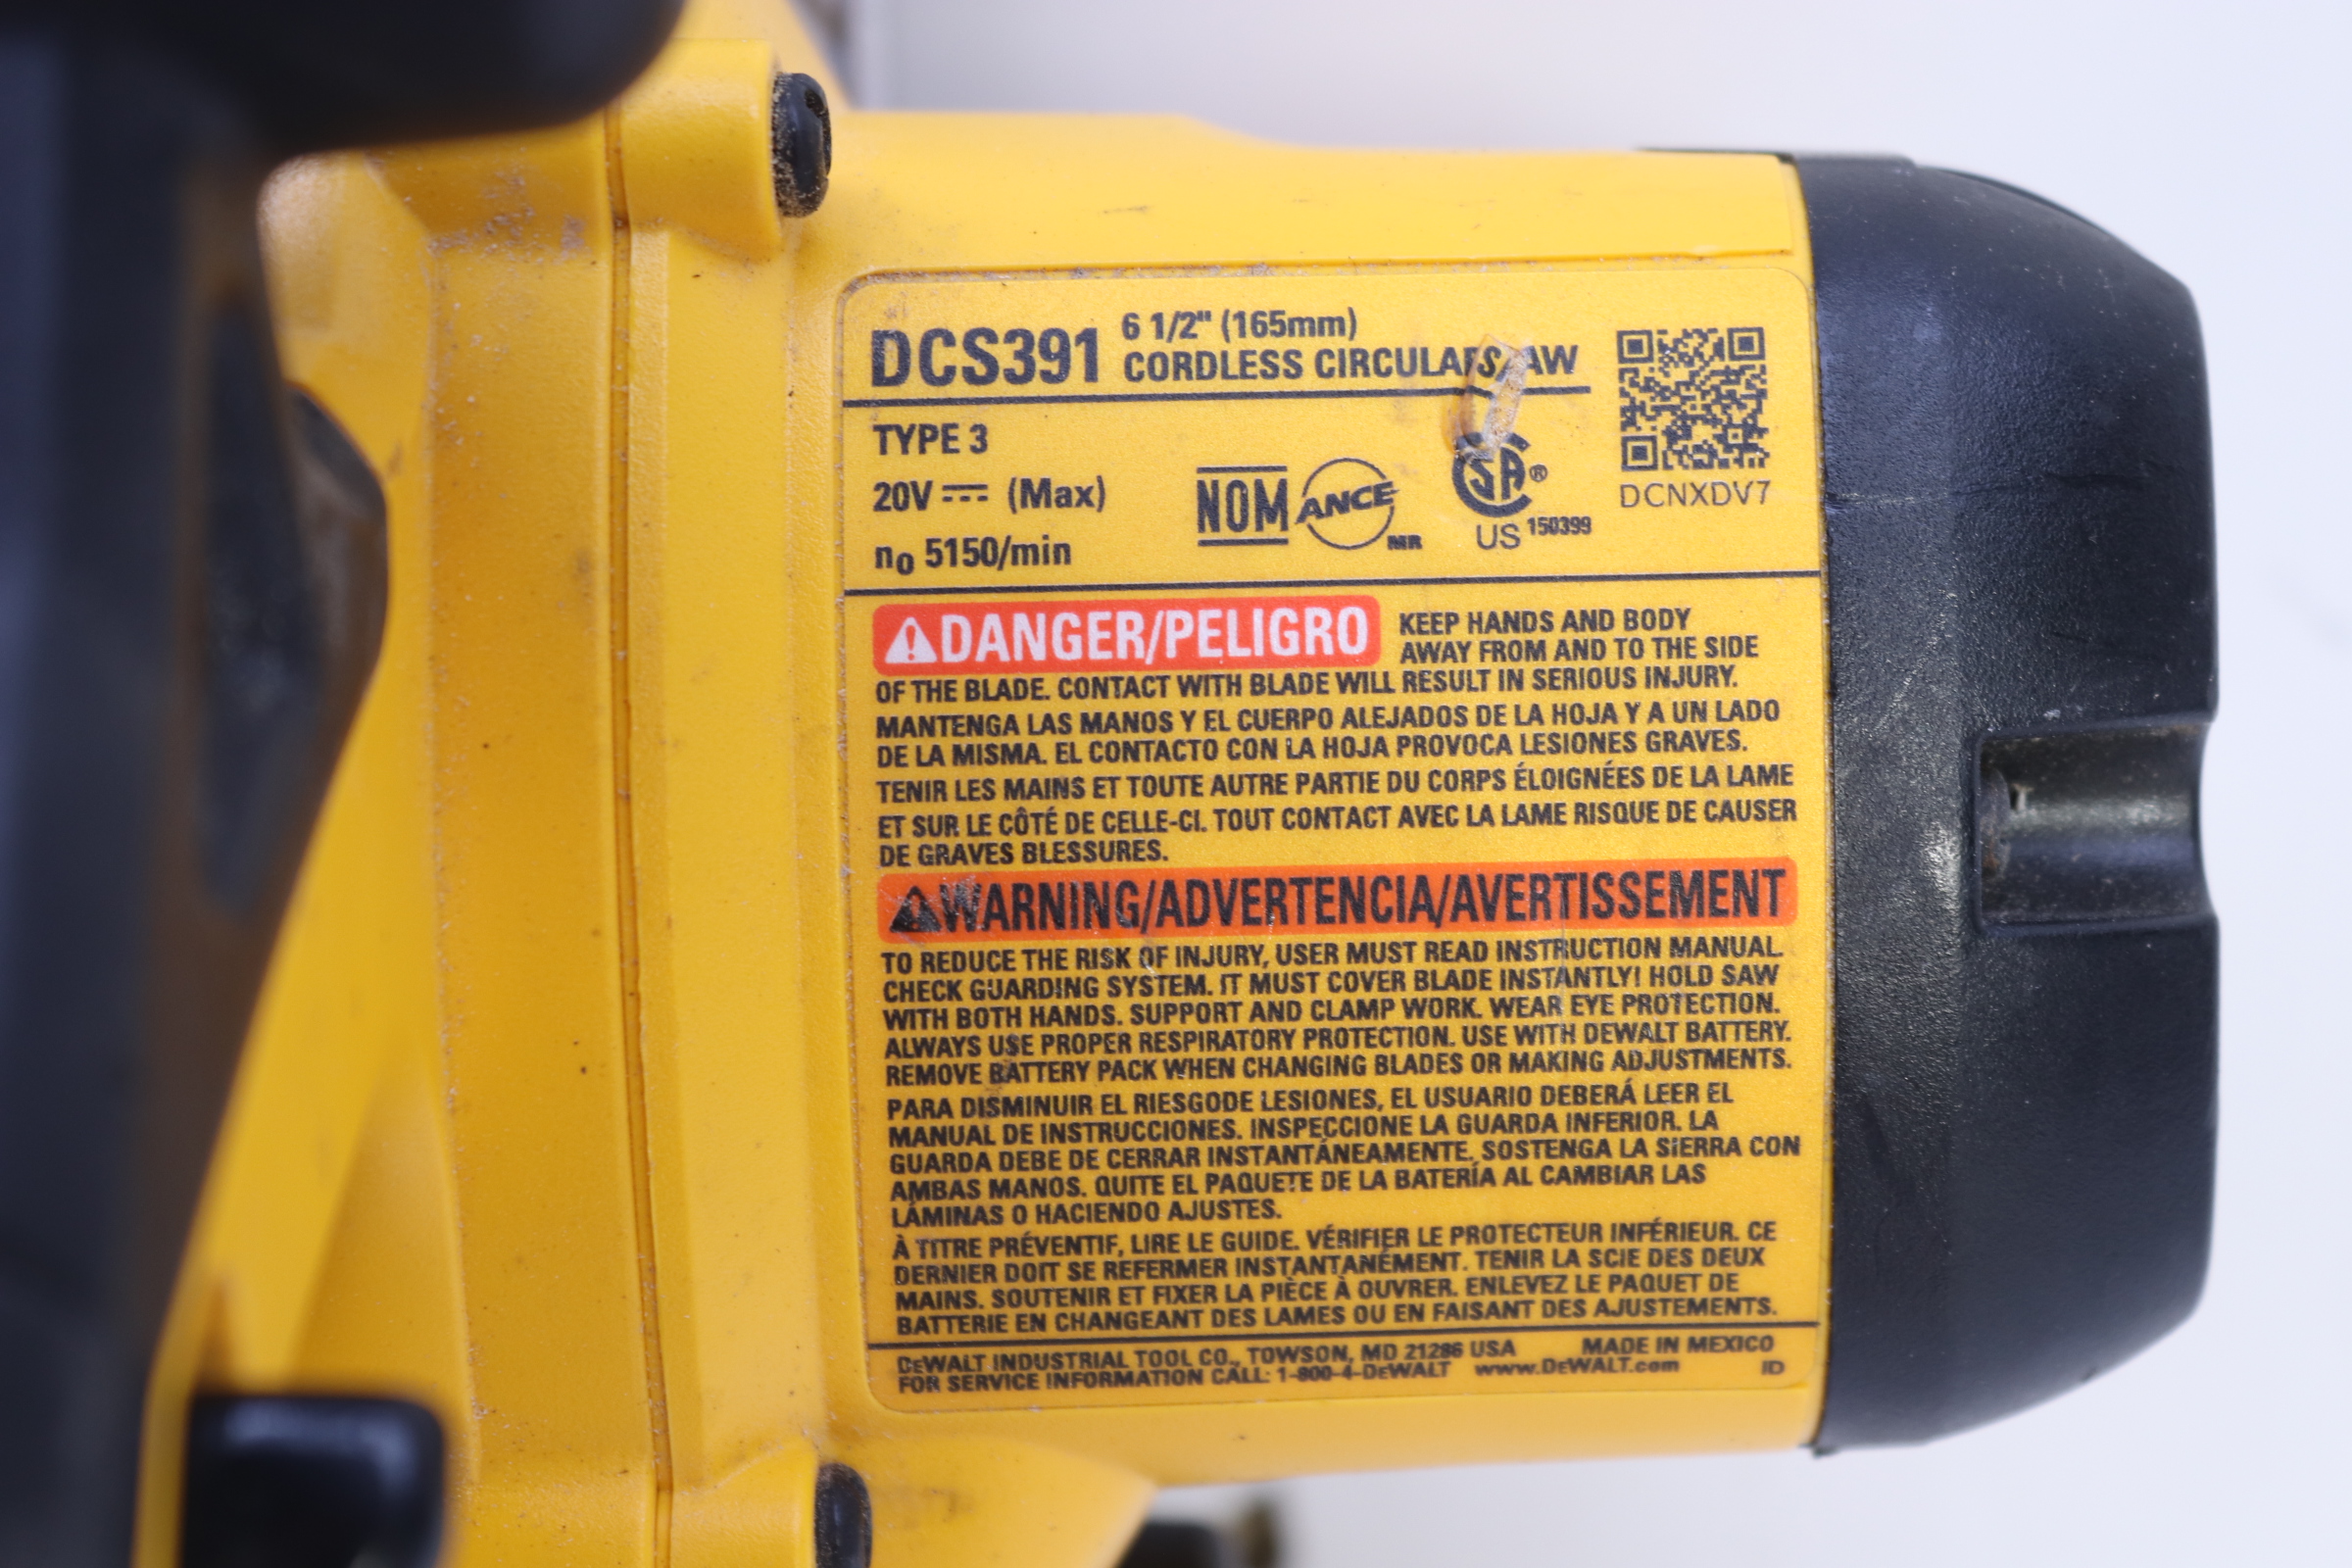 DCS391 6 1/2" (165mm)
CORDLESS CIRCULAR SAW
TYPE 3
20V ⎓ (Max)
n₀ 5150/min
NOM ANCE MR
CSA ® US 150399
DCNXDV7
⚠DANGER/PELIGRO KEEP HANDS AND BODY
AWAY FROM AND TO THE SIDE
OF THE BLADE. CONTACT WITH BLADE WILL RESULT IN SERIOUS INJURY.
MANTENGA LAS MANOS Y EL CUERPO ALEJADOS DE LA HOJA Y A UN LADO
DE LA MISMA. EL CONTACTO CON LA HOJA PROVOCA LESIONES GRAVES.
TENIR LES MAINS ET TOUTE AUTRE PARTIE DU CORPS ÉLOIGNÉES DE LA LAME
ET SUR LE CÔTÉ DE CELLE-CI. TOUT CONTACT AVEC LA LAME RISQUE DE CAUSER
DE GRAVES BLESSURES.
⚠WARNING/ADVERTENCIA/AVERTISSEMENT
TO REDUCE THE RISK OF INJURY, USER MUST READ INSTRUCTION MANUAL.
CHECK GUARDING SYSTEM. IT MUST COVER BLADE INSTANTLY! HOLD SAW
WITH BOTH HANDS. SUPPORT AND CLAMP WORK. WEAR EYE PROTECTION.
ALWAYS USE PROPER RESPIRATORY PROTECTION. USE WITH DEWALT BATTERY.
REMOVE BATTERY PACK WHEN CHANGING BLADES OR MAKING ADJUSTMENTS.
PARA DISMINUIR EL RIESGODE LESIONES, EL USUARIO DEBERÁ LEER EL
MANUAL DE INSTRUCCIONES. INSPECCIONE LA GUARDA INFERIOR. LA
GUARDA DEBE DE CERRAR INSTANTÁNEAMENTE. SOSTENGA LA SIERRA CON
AMBAS MANOS. QUITE EL PAQUETE DE LA BATERÍA AL CAMBIAR LAS
LÁMINAS O HACIENDO AJUSTES.
À TITRE PRÉVENTIF, LIRE LE GUIDE. VÉRIFIER LE PROTECTEUR INFÉRIEUR. CE
DERNIER DOIT SE REFERMER INSTANTANÉMENT. TENIR LA SCIE DES DEUX
MAINS. SOUTENIR ET FIXER LA PIÈCE À OUVRER. ENLEVEZ LE PAQUET DE
BATTERIE EN CHANGEANT DES LAMES OU EN FAISANT DES AJUSTEMENTS.
DEWALT INDUSTRIAL TOOL CO., TOWSON, MD 21286 USA MADE IN MEXICO
FOR SERVICE INFORMATION CALL: 1-800-4-DEWALT www.DEWALT.com ID